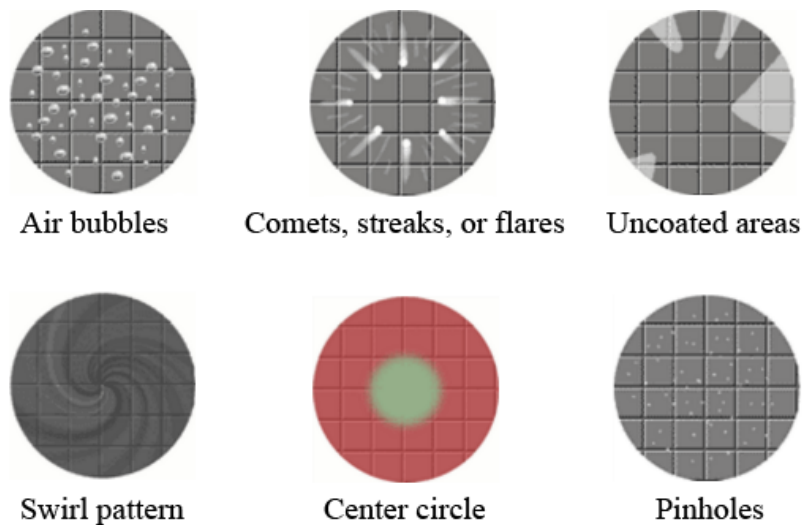 Air bubbles
Comets, streaks, or flares
Uncoated areas
Swirl pattern
Center circle
Pinholes